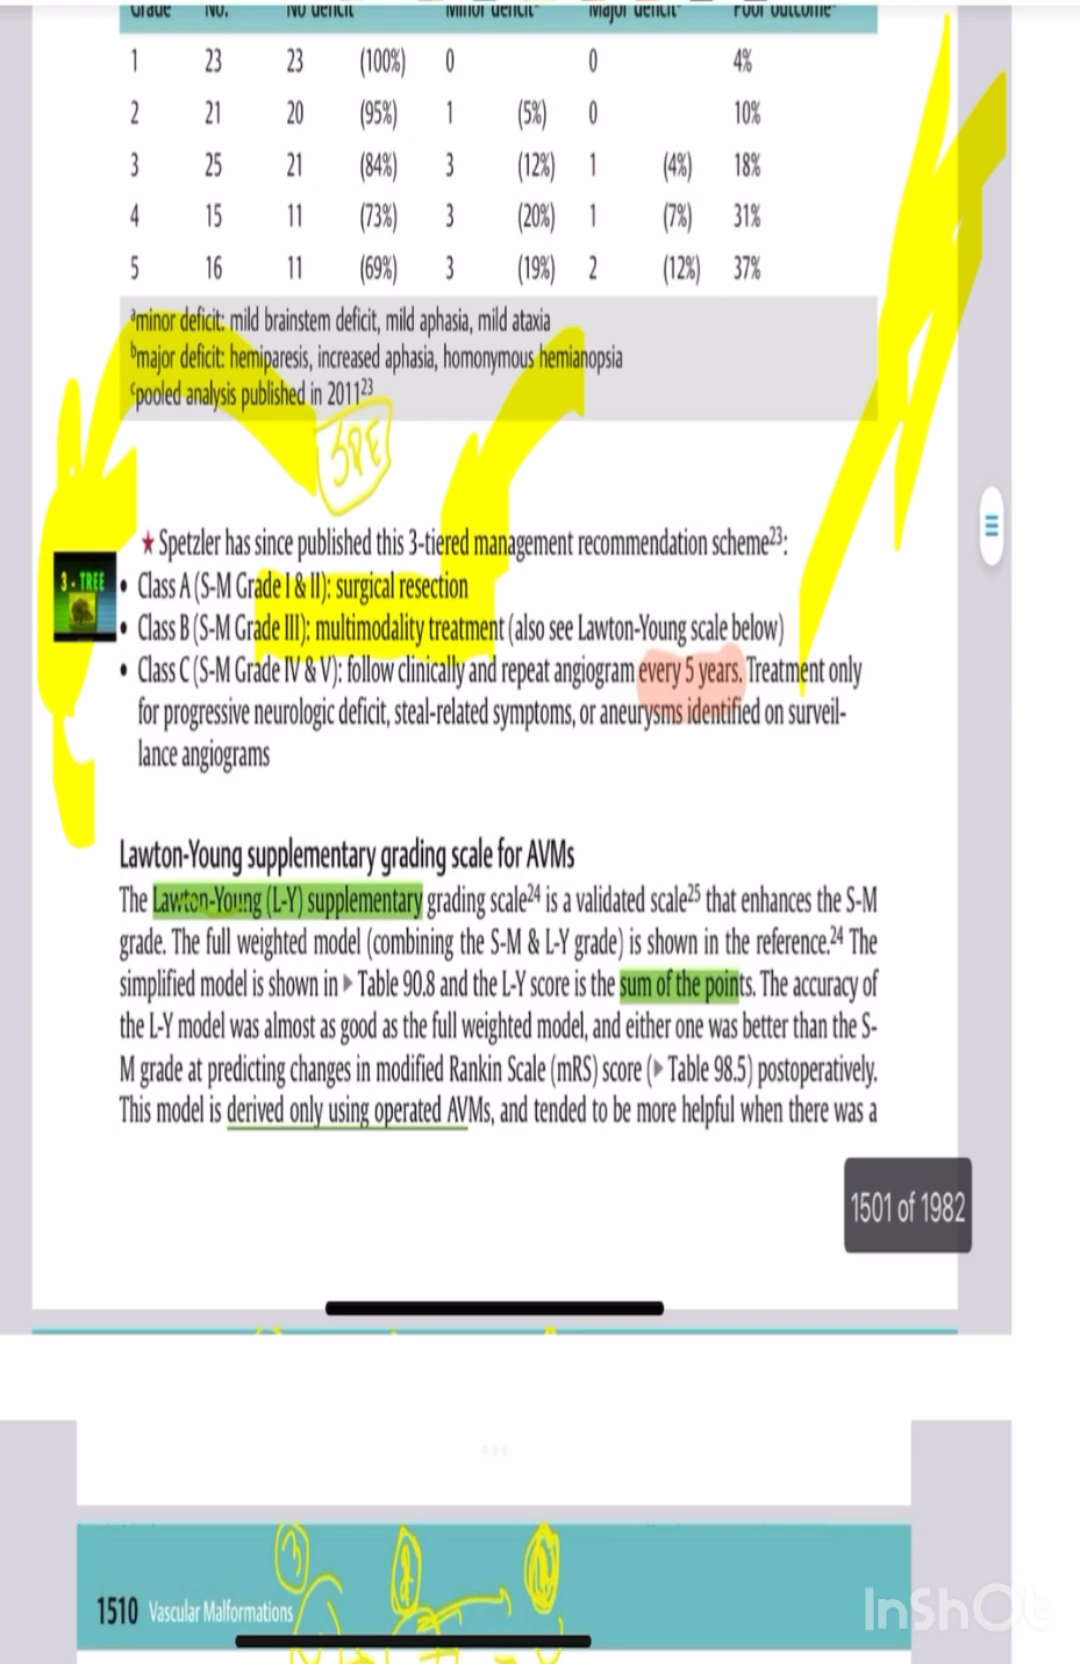 Grade No. No deficit Minor deficitᵃ Major deficitᵇ Poor outcomeᶜ
1 23 23 (100%) 0 0 4%
2 21 20 (95%) 1 (5%) 0 10%
3 25 21 (84%) 3 (12%) 1 (4%) 18%
4 15 11 (73%) 3 (20%) 1 (7%) 31%
5 16 11 (69%) 3 (19%) 2 (12%) 37%
ᵃminor deficit: mild brainstem deficit, mild aphasia, mild ataxia
ᵇmajor deficit: hemiparesis, increased aphasia, homonymous hemianopsia
ᶜpooled analysis published in 2011²³
★ Spetzler has since published this 3-tiered management recommendation scheme²³:
3 - TREE
• Class A (S-M Grade I & II): surgical resection
• Class B (S-M Grade III): multimodality treatment (also see Lawton-Young scale below)
• Class C (S-M Grade IV & V): follow clinically and repeat angiogram every 5 years. Treatment only
for progressive neurologic deficit, steal-related symptoms, or aneurysms identified on surveil-
lance angiograms
Lawton-Young supplementary grading scale for AVMs
The Lawton-Young (L-Y) supplementary grading scale²⁴ is a validated scale²⁵ that enhances the S-M
grade. The full weighted model (combining the S-M & L-Y grade) is shown in the reference.²⁴ The
simplified model is shown in ▶ Table 90.8 and the L-Y score is the sum of the points. The accuracy of
the L-Y model was almost as good as the full weighted model, and either one was better than the S-
M grade at predicting changes in modified Rankin Scale (mRS) score (▶ Table 98.5) postoperatively.
This model is derived only using operated AVMs, and tended to be more helpful when there was a
1501 of 1982
3 2
1510 Vascular Malformations
InShOt